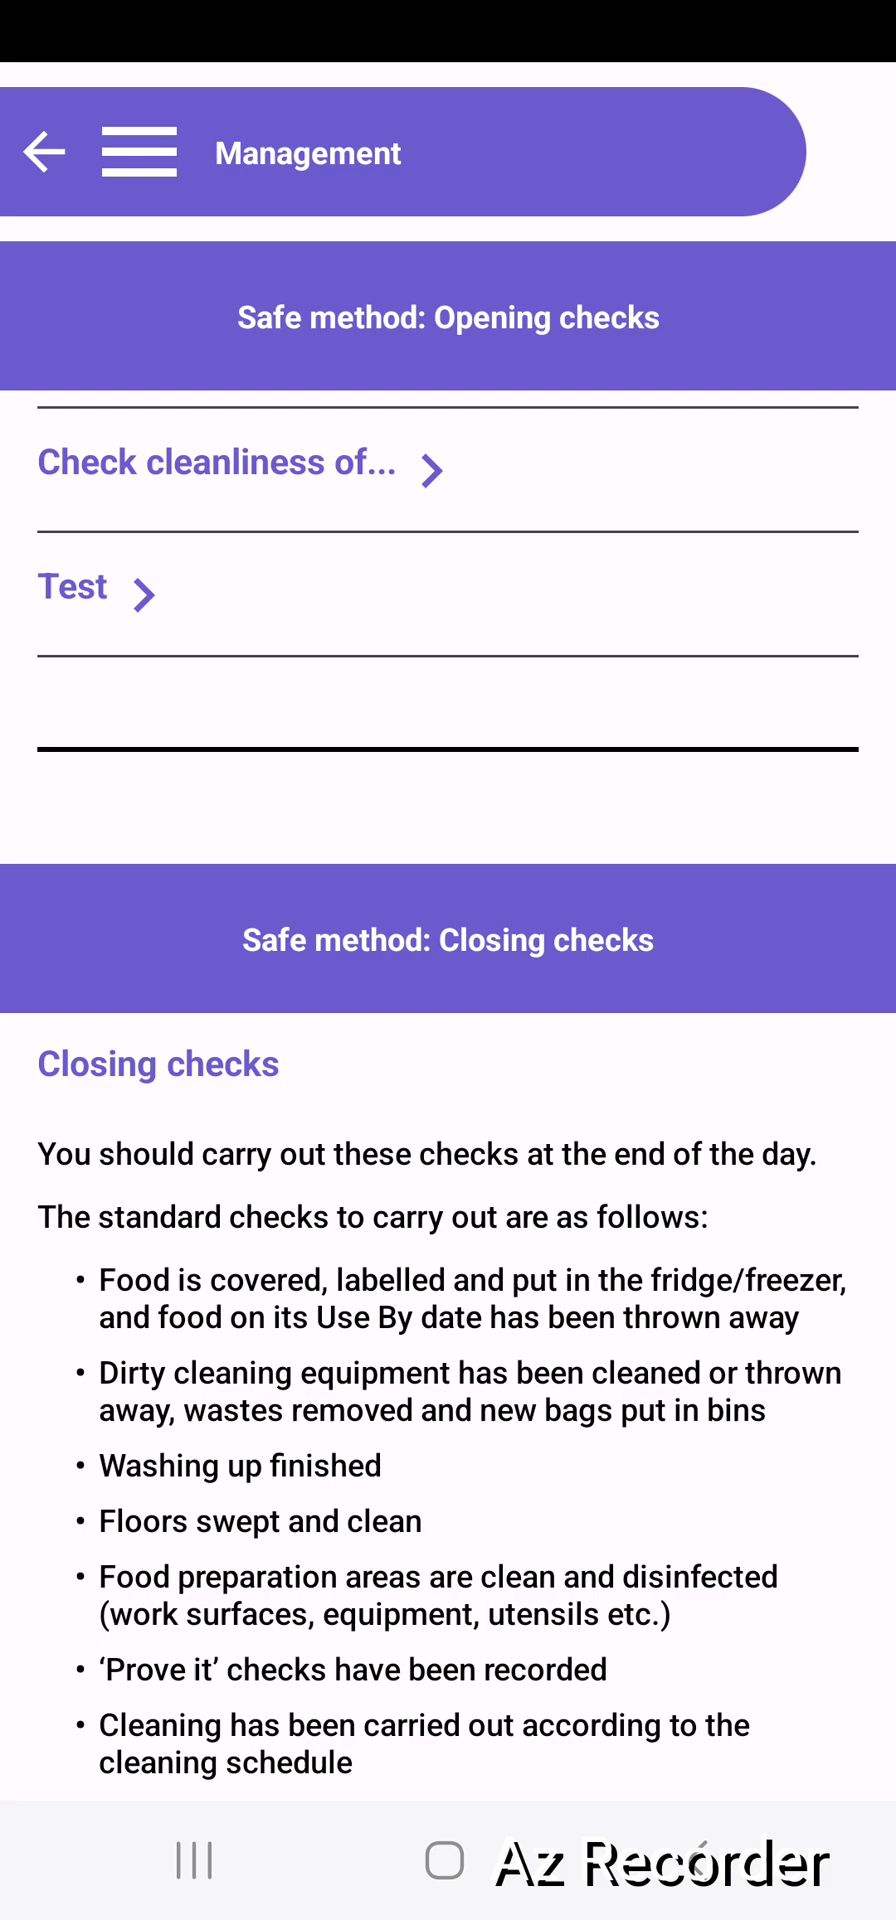 Management
Safe method: Opening checks
Check cleanliness of...
Test
Safe method: Closing checks
Closing checks
You should carry out these checks at the end of the day.
The standard checks to carry out are as follows:
• Food is covered, labelled and put in the fridge/freezer,
and food on its Use By date has been thrown away
• Dirty cleaning equipment has been cleaned or thrown
away, wastes removed and new bags put in bins
• Washing up finished
• Floors swept and clean
• Food preparation areas are clean and disinfected
(work surfaces, equipment, utensils etc.)
• ‘Prove it’ checks have been recorded
• Cleaning has been carried out according to the
cleaning schedule
Az Recorder